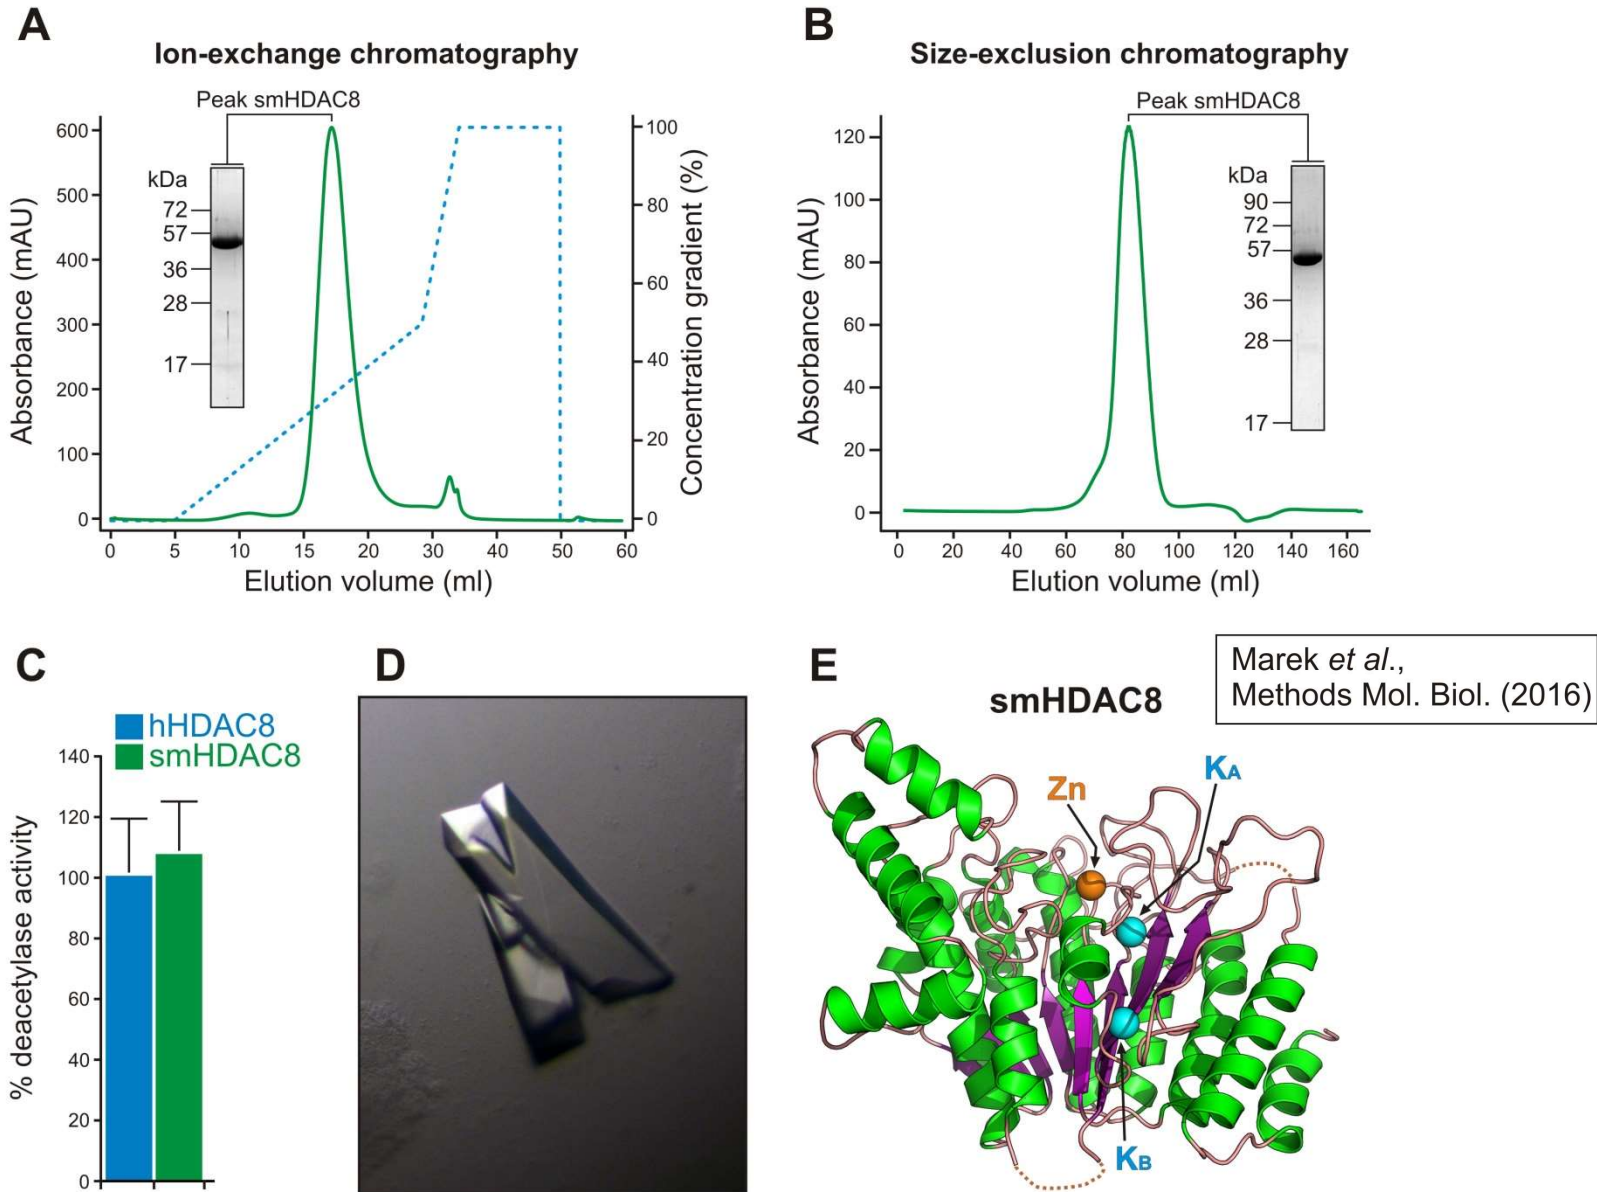 A
Ion-exchange chromatography
Peak smHDAC8
kDa
72
57
36
28
17
Absorbance (mAU)
600
500
400
300
200
100
0
Concentration gradient (%)
100
80
60
40
20
0
0 5 10 15 20 30 40 50 60
Elution volume (ml)
B
Size-exclusion chromatography
Peak smHDAC8
kDa
90
72
57
36
28
17
Absorbance (mAU)
120
100
80
60
40
20
0
0 20 40 60 80 100 120 140 160
Elution volume (ml)
C
hHDAC8
smHDAC8
% deacetylase activity
140
120
100
80
60
40
20
0
D
E
smHDAC8
Marek et al.,
Methods Mol. Biol. (2016)
Zn
KA
KB